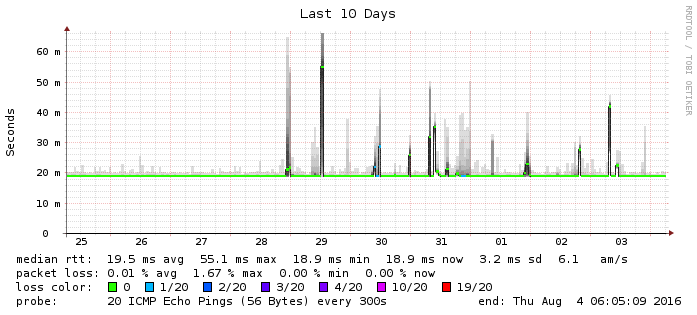 Last 10 Days
RRDTOOL / TOBI OETIKER
Seconds
60 m
50 m
40 m
30 m
20 m
10 m
0
25 26 27 28 29 30 31 01 02 03
median rtt: 19.5 ms avg 55.1 ms max 18.9 ms min 18.9 ms now 3.2 ms sd 6.1 am/s
packet loss: 0.01 % avg 1.67 % max 0.00 % min 0.00 % now
loss color: 0 1/20 2/20 3/20 4/20 10/20 19/20
probe: 20 ICMP Echo Pings (56 Bytes) every 300s end: Thu Aug 4 06:05:09 2016